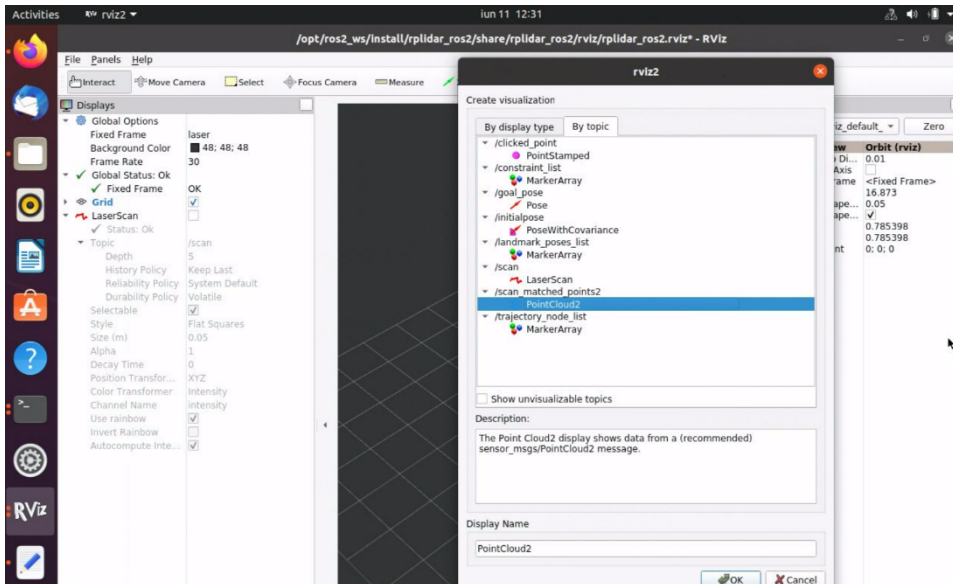 Activities
RViz rviz2
iun 11 12:31
/opt/ros2_ws/install/rplidar_ros2/share/rplidar_ros2/rviz/rplidar_ros2.rviz* - RViz
File Panels Help
Interact
Move Camera
Select
Focus Camera
Measure
Displays
Global Options
Fixed Frame laser
Background Color 48; 48; 48
Frame Rate 30
Global Status: Ok
Fixed Frame OK
Grid
LaserScan
Status: Ok
Topic /scan
Depth 5
History Policy Keep Last
Reliability Policy System Default
Durability Policy Volatile
Selectable
Style Flat Squares
Size (m) 0.05
Alpha 1
Decay Time 0
Position Transfor... XYZ
Color Transformer Intensity
Channel Name intensity
Use rainbow
Invert Rainbow
Autocompute Inte...
RViz
rviz2
Create visualization
By display type By topic
/clicked_point
PointStamped
/constraint_list
MarkerArray
/goal_pose
Pose
/initialpose
PoseWithCovariance
/landmark_poses_list
MarkerArray
/scan
LaserScan
/scan_matched_points2
PointCloud2
/trajectory_node_list
MarkerArray
Show unvisualizable topics
Description:
The Point Cloud2 display shows data from a (recommended)
sensor_msgs/PointCloud2 message.
Display Name
PointCloud2
OK Cancel
iz_default_ Zero
ew Orbit (rviz)
Di... 0.01
Axis
rame <Fixed Frame>
16.873
ape... 0.05
ape...
0.785398
0.785398
nt 0; 0; 0